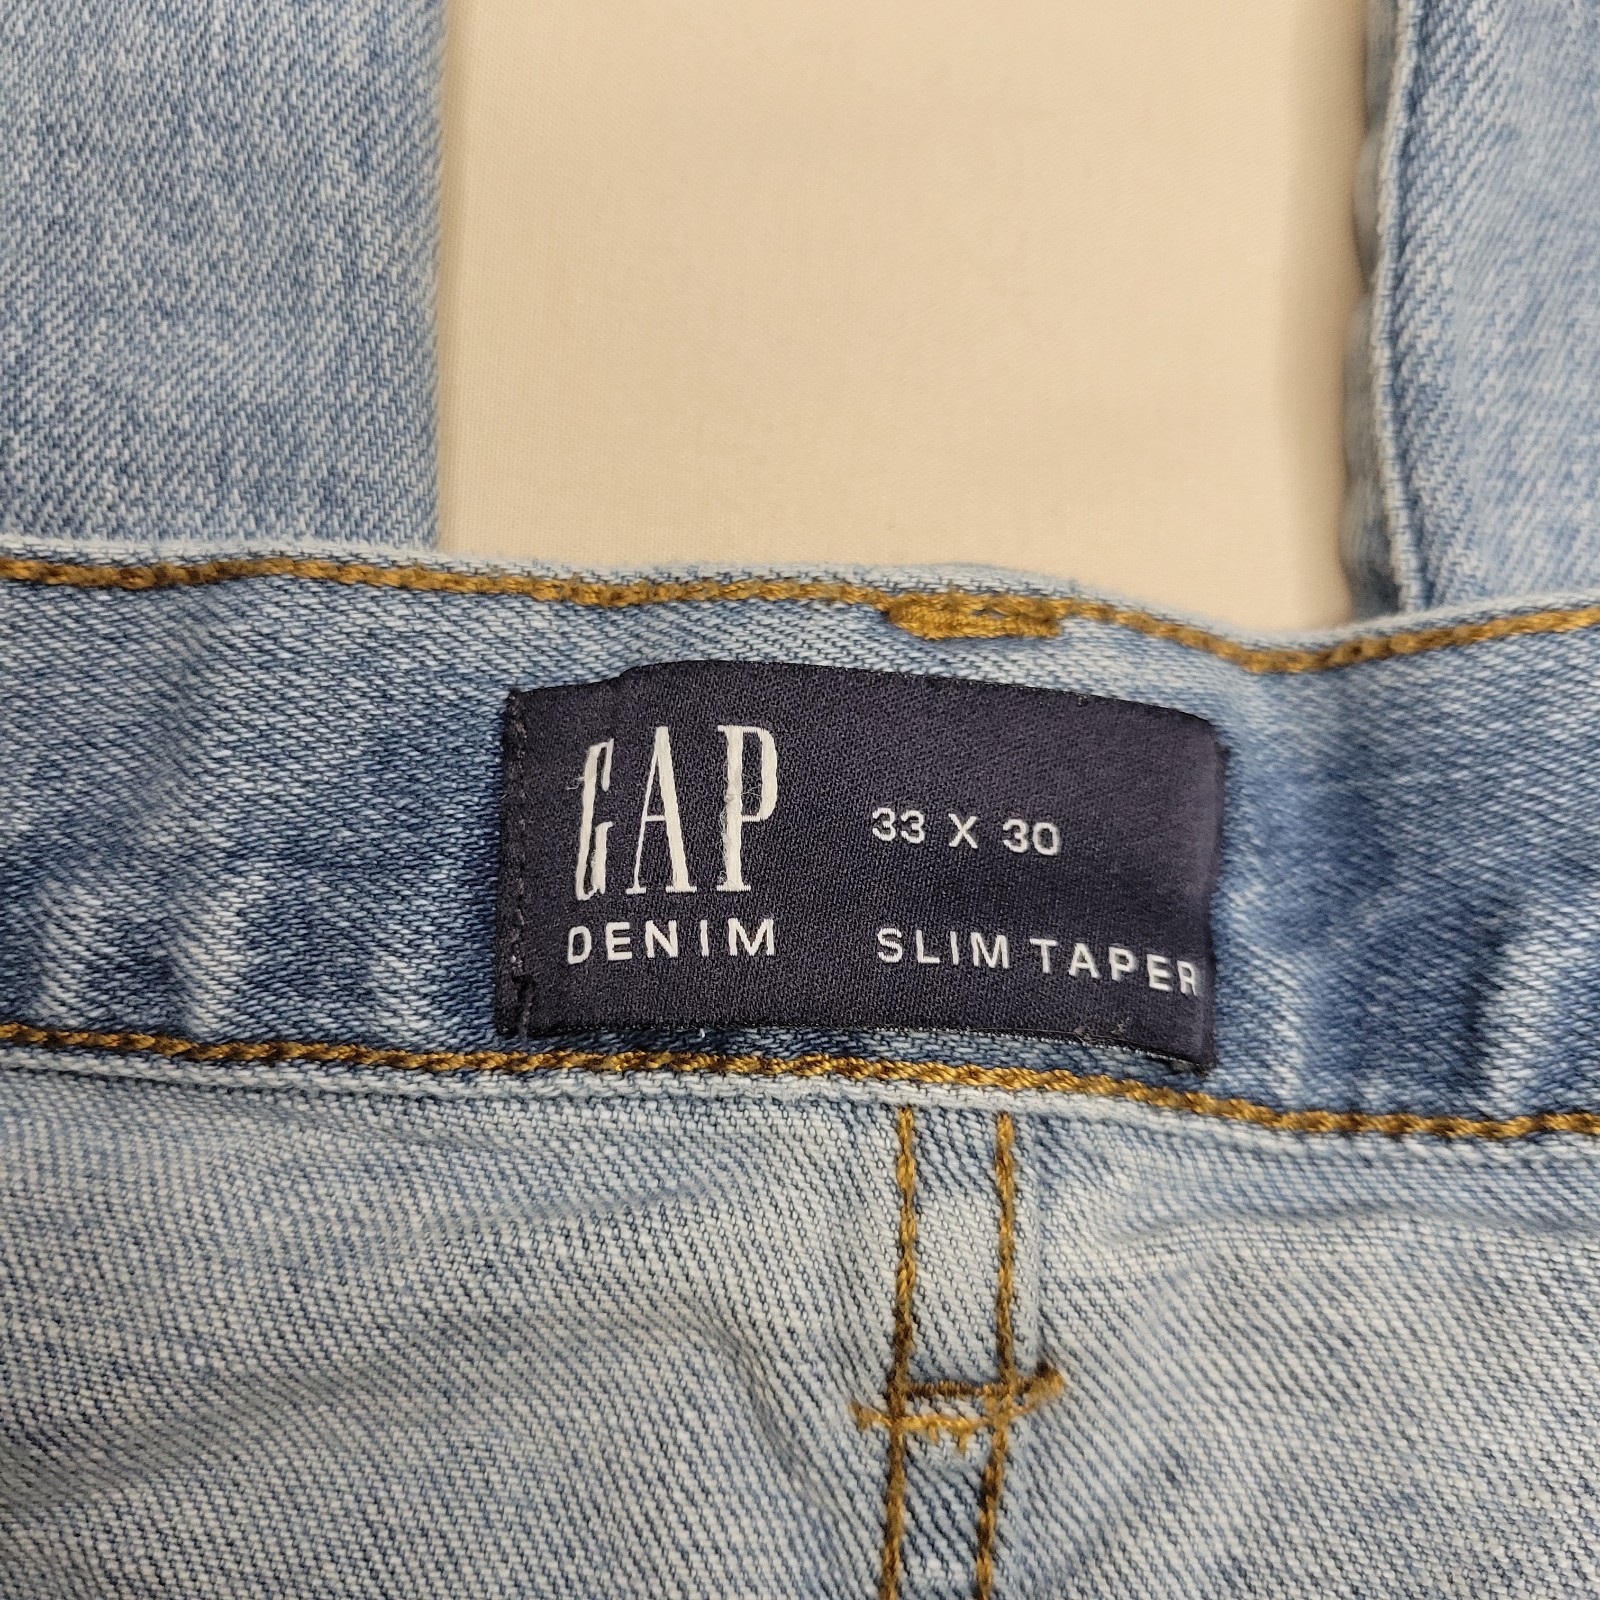 GAP
DENIM
33 X 30
SLIM TAPER